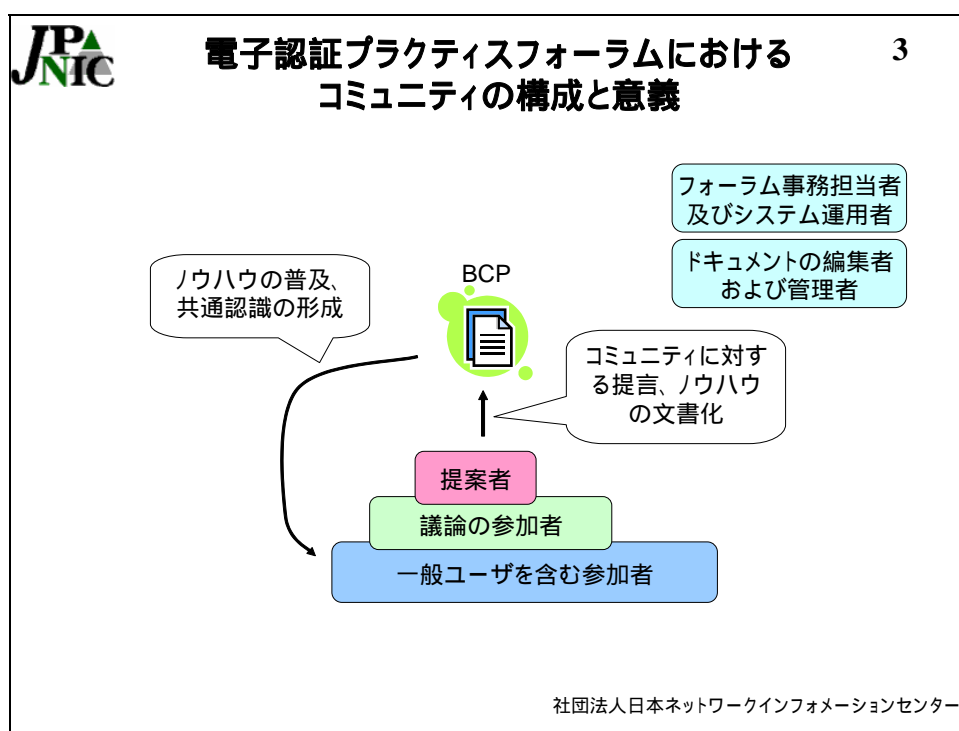 JPNIC
電子認証プラクティスフォーラムにおける
コミュニティの構成と意義
3
フォーラム事務担当者
及びシステム運用者
ドキュメントの編集者
および管理者
ノウハウの普及、
共通認識の形成
BCP
コミュニティに対す
る提言、ノウハウ
の文書化
提案者
議論の参加者
一般ユーザを含む参加者
社団法人日本ネットワークインフォメーションセンター